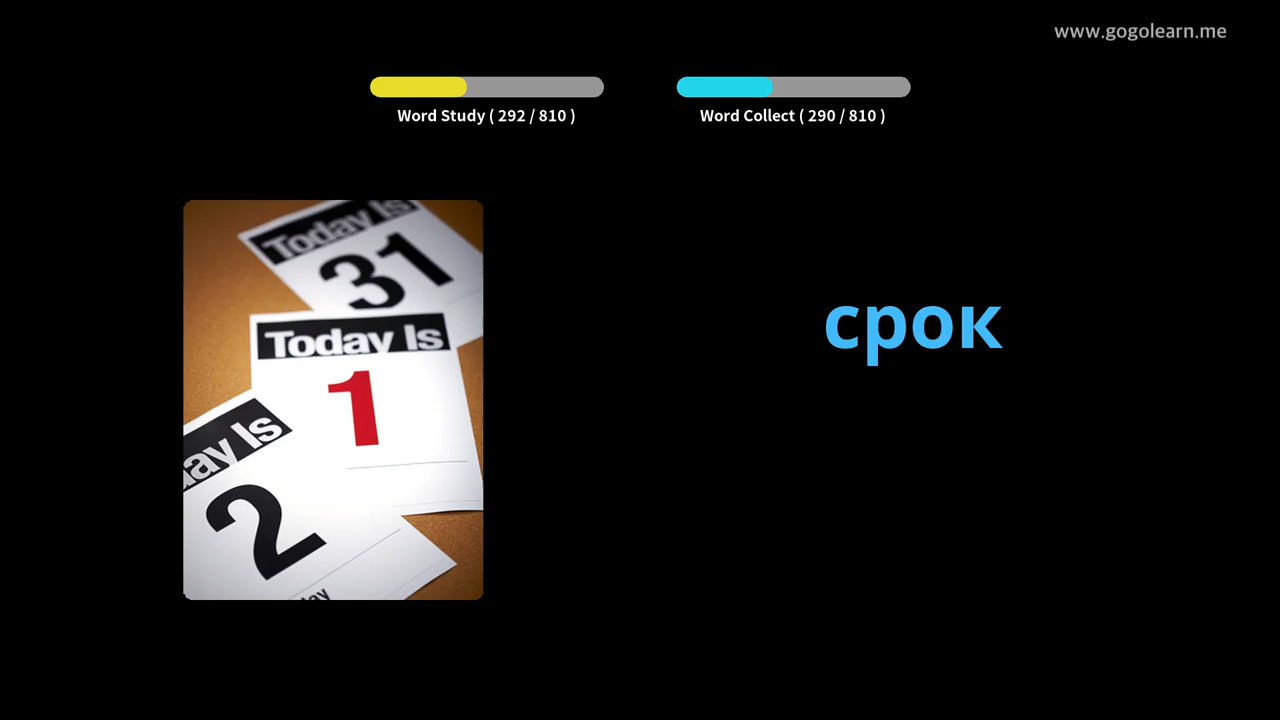 www.gogolearn.me
Word Study ( 292 / 810 )
Word Collect ( 290 / 810 )
Today Is
31
Today Is
1
ay Is
2
срок